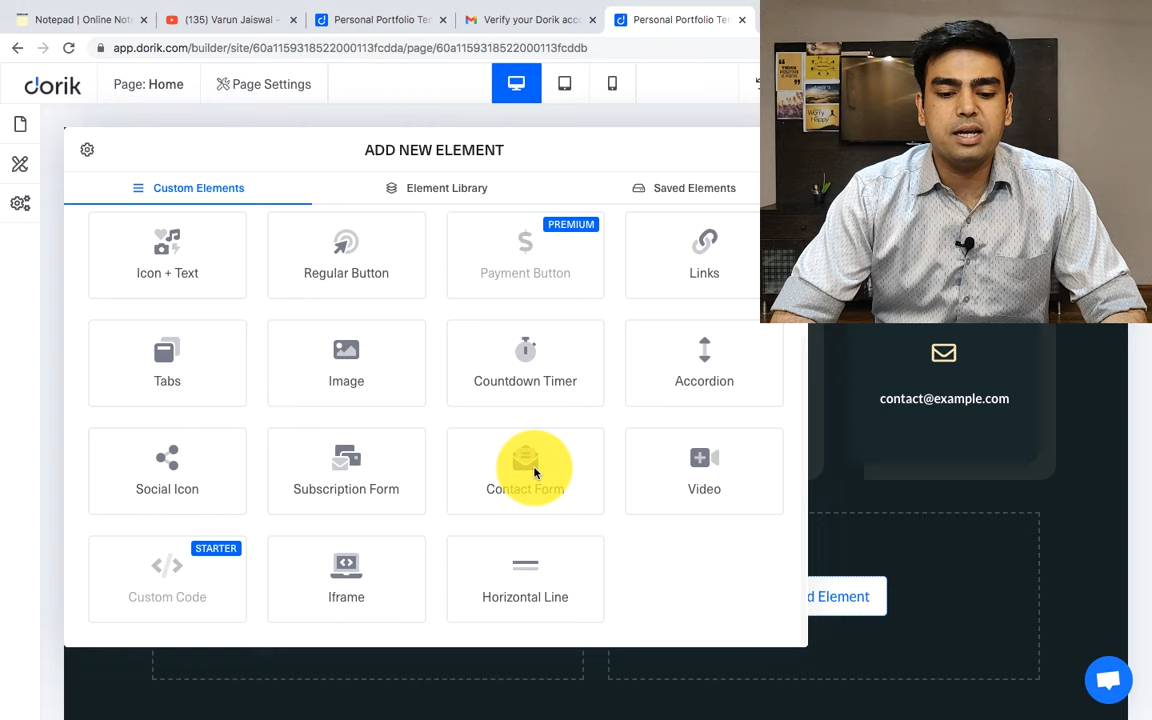 Notepad | Online Note
(135) Varun Jaiswal -
Personal Portfolio Ter
Verify your Dorik acc
Personal Portfolio Ter
app.dorik.com/builder/site/60a1159318522000113fcdda/page/60a1159318522000113fcddb
dorik
Page: Home
Page Settings
ADD NEW ELEMENT
Custom Elements
Element Library
Saved Elements
Icon + Text
Regular Button
PREMIUM
Payment Button
Links
Tabs
Image
Countdown Timer
Accordion
contact@example.com
Social Icon
Subscription Form
Contact Form
Video
STARTER
Custom Code
Iframe
Horizontal Line
d Element